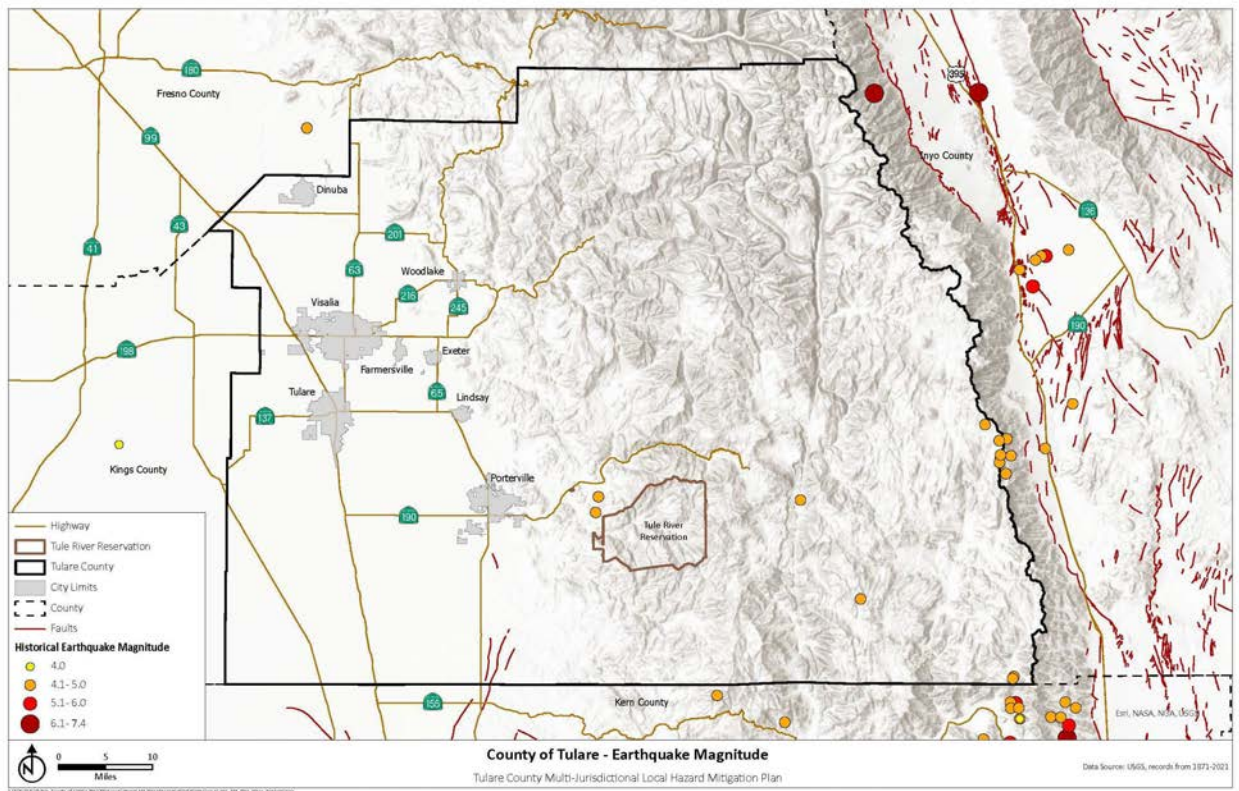 180
Fresno County
395
99
Inyo County
Dinuba
136
43
201
41
63
Woodlake
216
245
Visalia
190
198
Exeter
Farmersville
65
Tulare
Lindsay
137
Kings County
Porterville
190
Tule River
Reservation
Highway
Tule River Reservation
Tulare County
City Limits
County
Faults
Historical Earthquake Magnitude
4.0
4.1 - 5.0
5.1 - 6.0
6.1 - 7.4
155
Kern County
Esri, NASA, NGA, USGS
N
0 5 10
Miles
County of Tulare - Earthquake Magnitude
Tulare County Multi-Jurisdictional Local Hazard Mitigation Plan
Data Source: USGS, records from 1871-2021